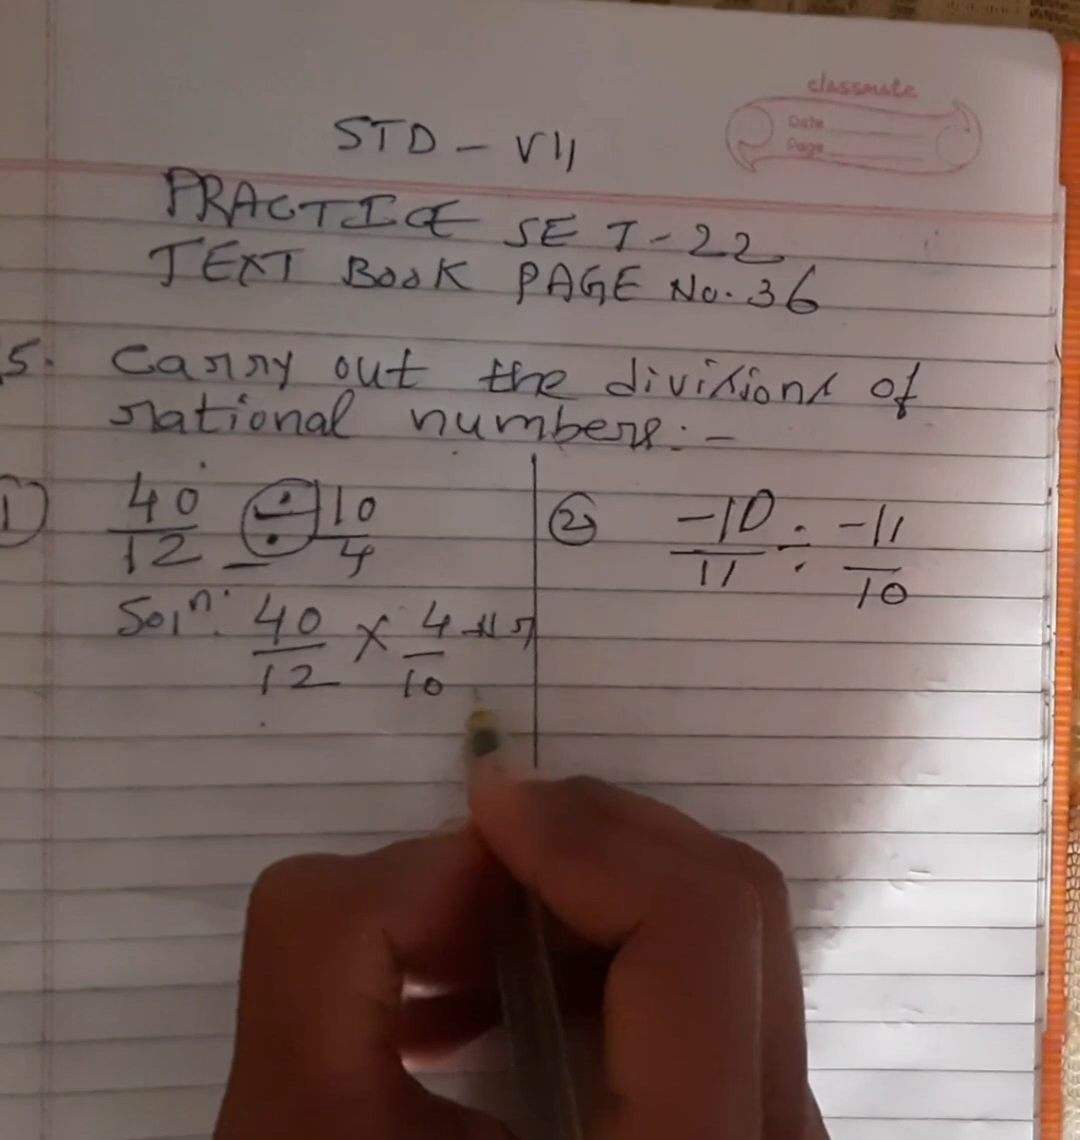 classmate
Date
Page
STD - VII
PRACTICE SET - 22
TEXT BOOK PAGE No. 36
5. Carry out the divisions of
rational numbers: -
1) 40/12 ÷ 10/4
2) -10/11 ÷ -11/10
Solⁿ: 40/12 × 4/10